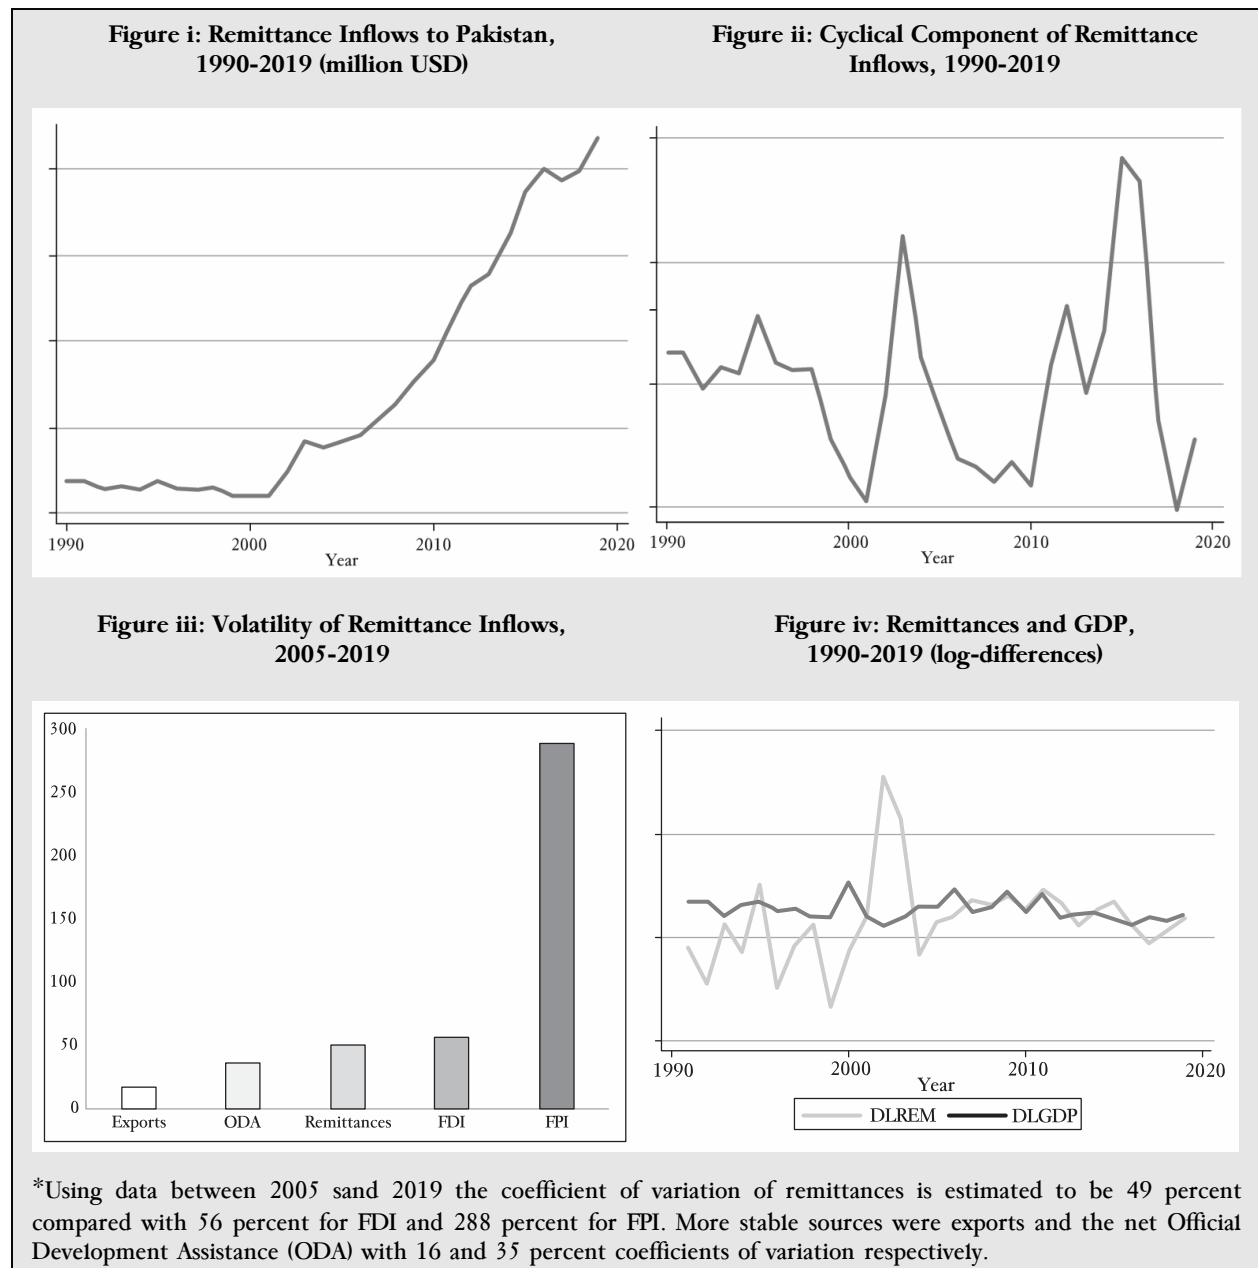 Figure i: Remittance Inflows to Pakistan,
1990-2019 (million USD)
Figure ii: Cyclical Component of Remittance
Inflows, 1990-2019
1990
2000
2010
2020
Year
1990
2000
2010
2020
Year
Figure iii: Volatility of Remittance Inflows,
2005-2019
Figure iv: Remittances and GDP,
1990-2019 (log-differences)
300
250
200
150
100
50
0
Exports
ODA
Remittances
FDI
FPI
1990
2000
2010
2020
Year
DLREM
DLGDP
*Using data between 2005 sand 2019 the coefficient of variation of remittances is estimated to be 49 percent
compared with 56 percent for FDI and 288 percent for FPI. More stable sources were exports and the net Official
Development Assistance (ODA) with 16 and 35 percent coefficients of variation respectively.